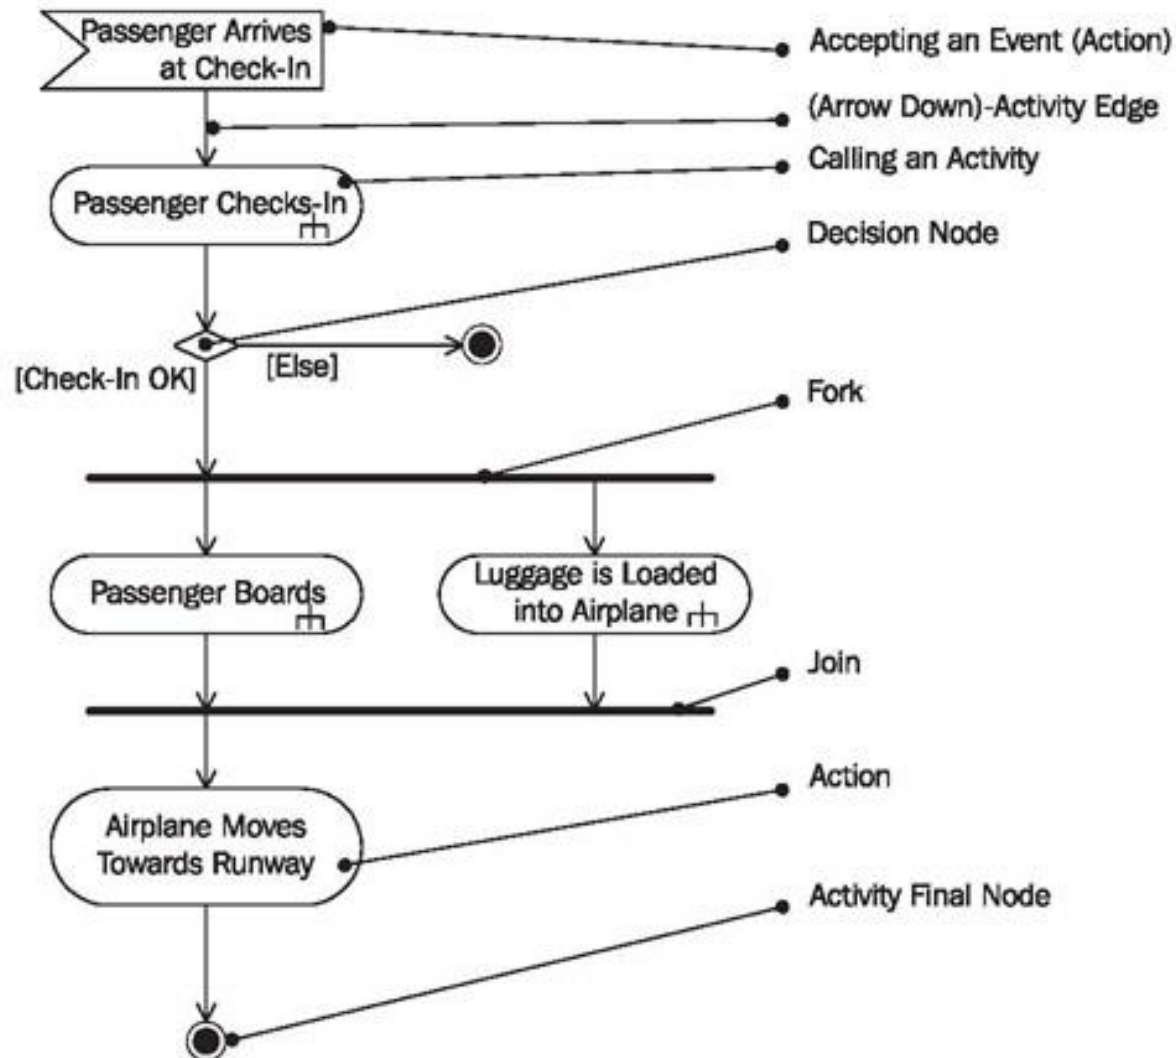 Passenger Arrives
at Check-In
Accepting an Event (Action)
(Arrow Down)-Activity Edge
Calling an Activity
Passenger Checks-In
Decision Node
[Check-In OK]
[Else]
Fork
Passenger Boards
Luggage is Loaded
into Airplane
Join
Action
Airplane Moves
Towards Runway
Activity Final Node